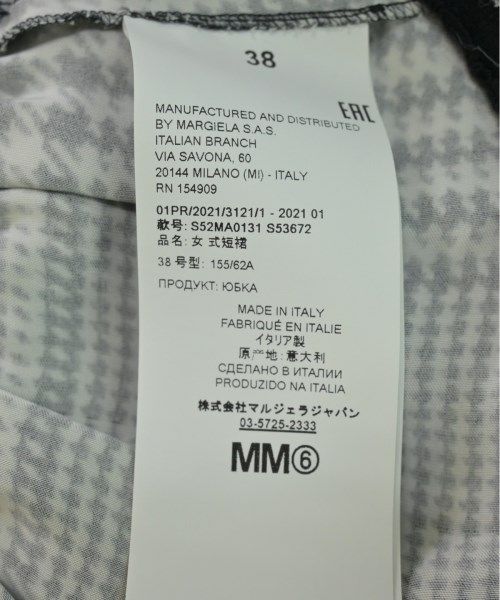 38
EAC
MANUFACTURED AND DISTRIBUTED
BY MARGIELA S.A.S.
ITALIAN BRANCH
VIA SAVONA, 60
20144 MILANO (MI) - ITALY
RN 154909
01PR/2021/3121/1 - 2021 01
款号: S52MA0131 S53672
品名: 女 式短裙
38 号型: 155/62A
ПРОДУКТ: ЮБКА
MADE IN ITALY
FABRIQUÉ EN ITALIE
イタリア製
原产地: 意大利
СДЕЛАНО В ИТАЛИИ
PRODUZIDO NA ITALIA
株式会社マルジェラジャパン
03-5725-2333
MM⑥